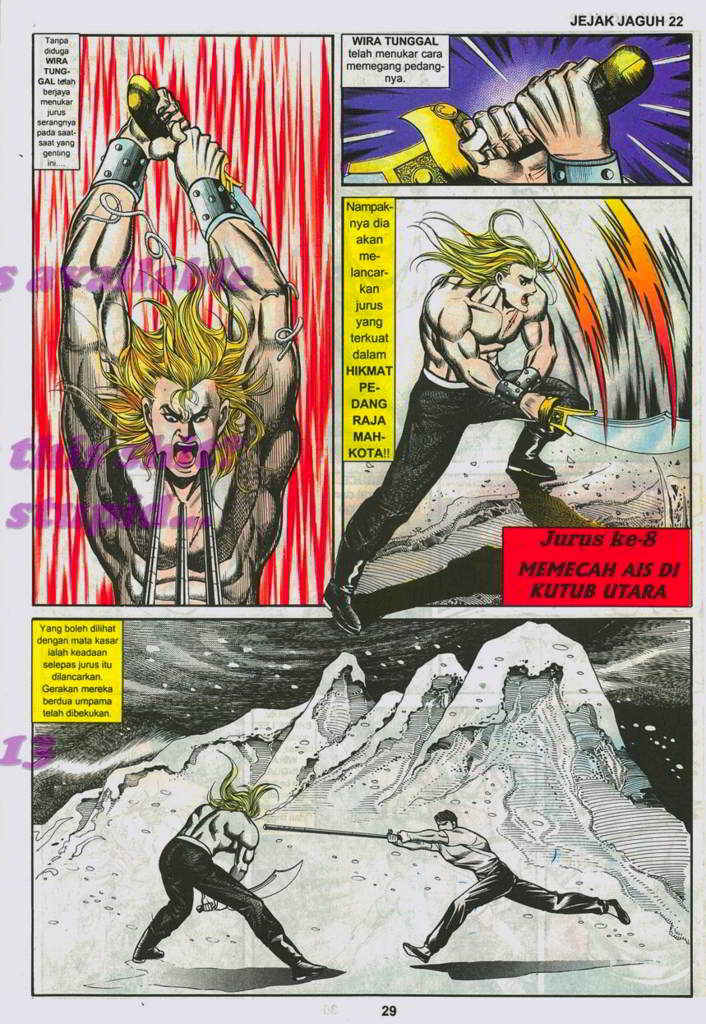 JEJAK JAGUH 22
Tanpa
diduga
WIRA
TUNG-
GAL telah
berjaya
menukar
jurus
serangnya
pada saat-
saat yang
genting
ini....
WIRA TUNGGAL
telah menukar cara
memegang pedang-
nya.
Nampak-
nya dia
akan
me-
lancar-
kan
jurus
yang
terkuat
dalam
HIKMAT
PE-
DANG
RAJA
MAH-
KOTA!!
Jurus ke-8
MEMECAH AIS DI
KUTUB UTARA
Yang boleh dilihat
dengan mata kasar
ialah keadaan
selepas jurus itu
dilancarkan.
Gerakan mereka
berdua umpama
telah dibekukan.
s available
stupid...
13
29